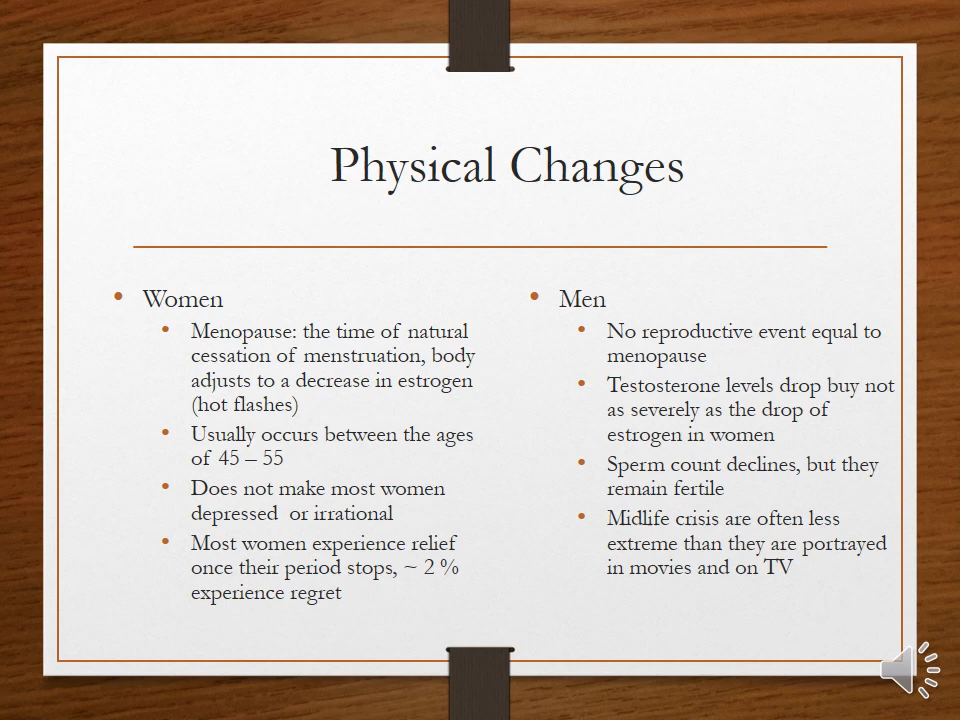 Physical Changes
• Women
• Menopause: the time of natural
cessation of menstruation, body
adjusts to a decrease in estrogen
(hot flashes)
• Usually occurs between the ages
of 45 – 55
• Does not make most women
depressed  or irrational
• Most women experience relief
once their period stops, ~ 2 %
experience regret
• Men
• No reproductive event equal to
menopause
• Testosterone levels drop buy not
as severely as the drop of
estrogen in women
• Sperm count declines, but they
remain fertile
• Midlife crisis are often less
extreme than they are portrayed
in movies and on TV